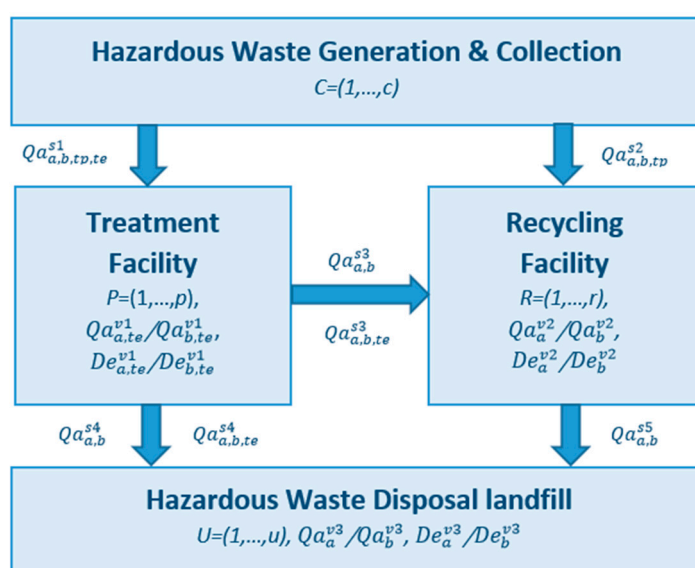 Hazardous Waste Generation & Collection
C=(1,...,c)
Qa^{s1}_{a,b,tp,te}
Qa^{s2}_{a,b,tp}
Treatment
Facility
P=(1,...,p),
Qa^{v1}_{a,te}/Qa^{v1}_{b,te},
De^{v1}_{a,te}/De^{v1}_{b,te}
Qa^{s3}_{a,b}
Qa^{s3}_{a,b,te}
Recycling
Facility
R=(1,...,r),
Qa^{v2}_{a}/Qa^{v2}_{b},
De^{v2}_{a}/De^{v2}_{b}
Qa^{s4}_{a,b}
Qa^{s4}_{a,b,te}
Qa^{s5}_{a,b}
Hazardous Waste Disposal landfill
U=(1,...,u), Qa^{v3}_{a}/Qa^{v3}_{b}, De^{v3}_{a}/De^{v3}_{b}